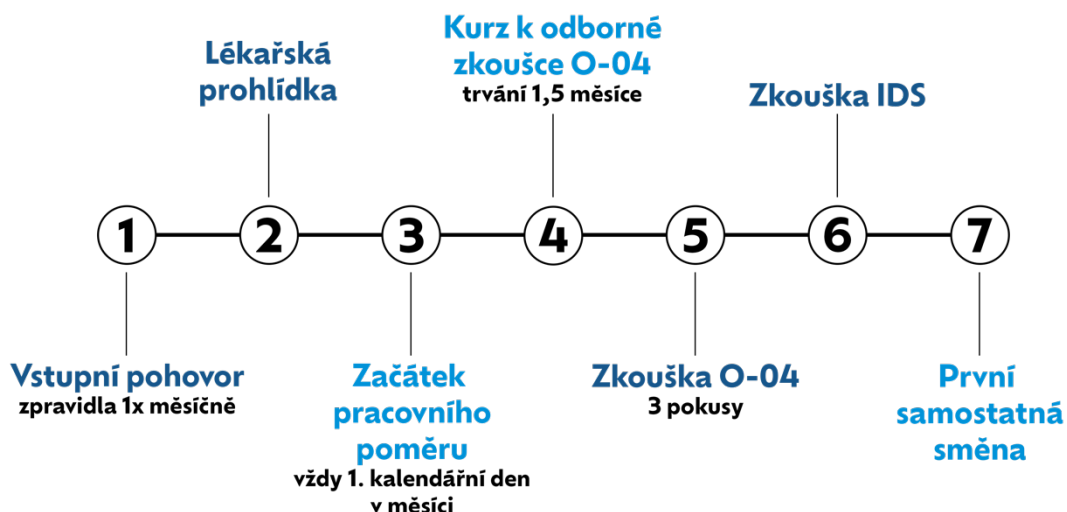 Lékařská
prohlídka
Kurz k odborné
zkoušce O-04
trvání 1,5 měsíce
Zkouška IDS
1
2
3
4
5
6
7
Vstupní pohovor
zpravidla 1x měsíčně
Začátek
pracovního
poměru
vždy 1. kalendářní den
v měsíci
Zkouška O-04
3 pokusy
První
samostatná
směna